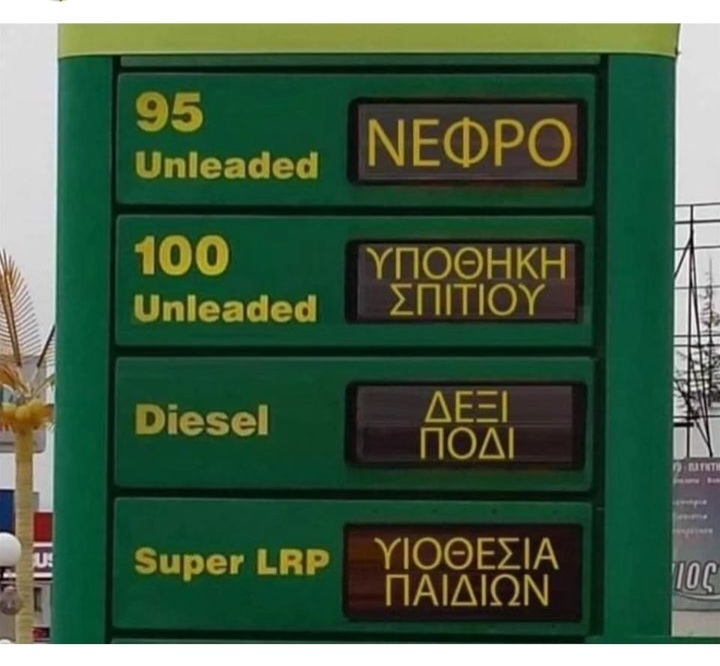 95
Unleaded
ΝΕΦΡΟ
100
Unleaded
ΥΠΟΘΗΚΗ
ΣΠΙΤΙΟΥ
Diesel
ΔΕΞΙ
ΠΟΔΙ
Super LRP
ΥΙΟΘΕΣΙΑ
ΠΑΙΔΙΩΝ